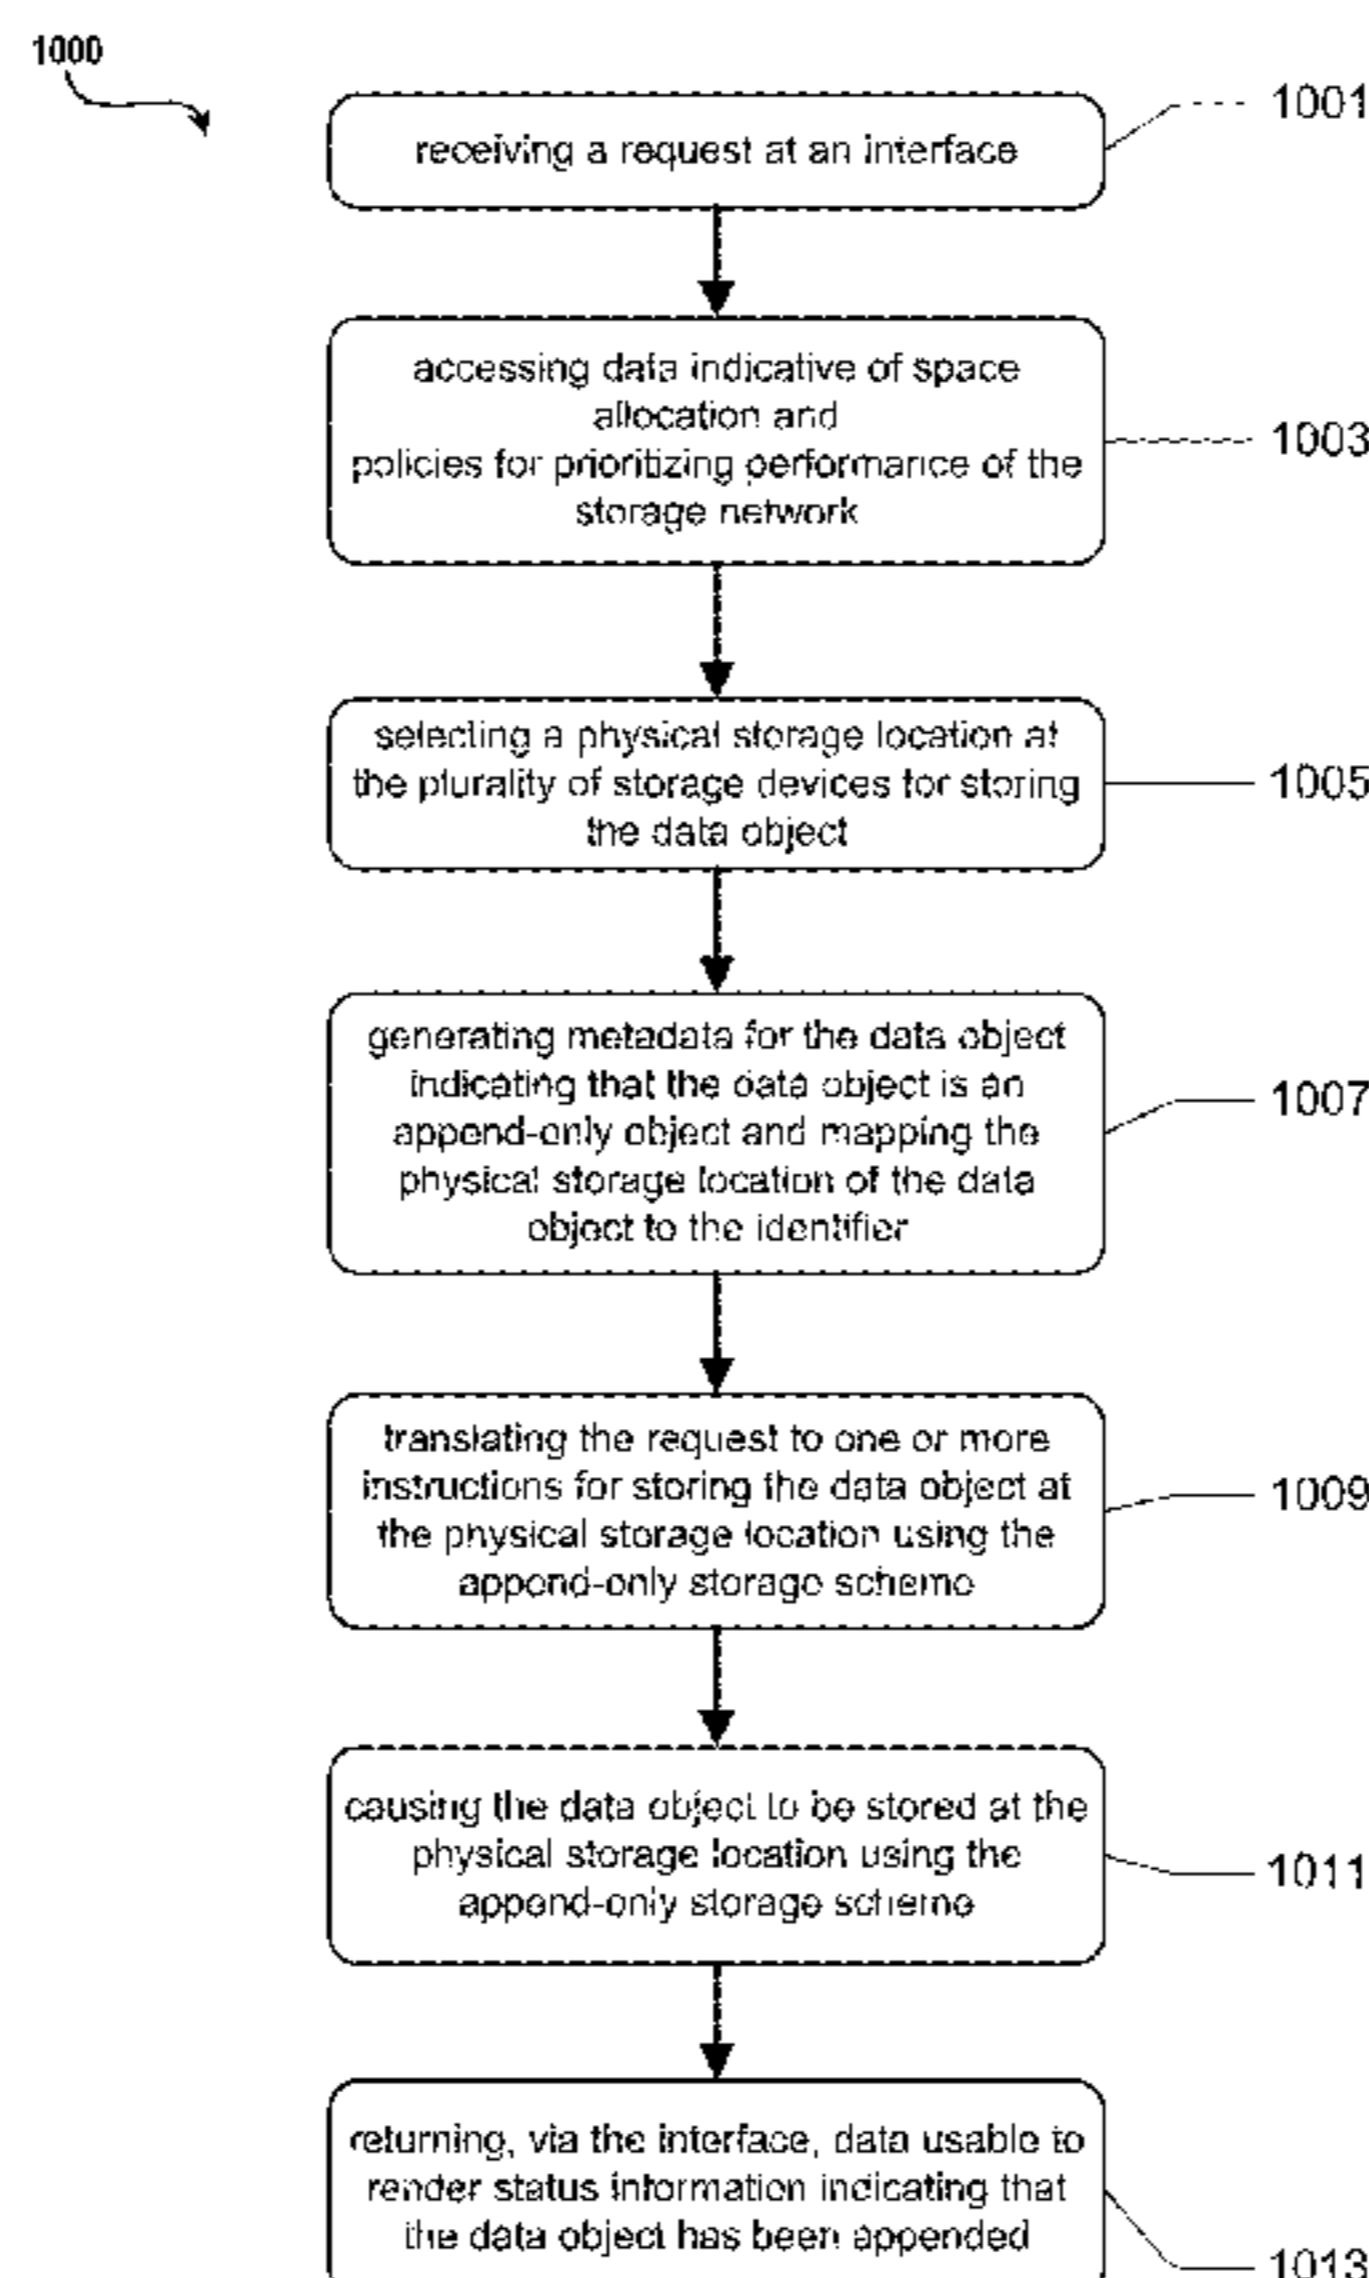 1000
receiving a request at an interface
1001
accessing data indicative of space
allocation and
policies for prioritizing performance of the
storage network
1003
selecting a physical storage location at
the plurality of storage devices for storing
the data object
1005
generating metadata for the data object
indicating that the data object is an
append-only object and mapping the
physical storage location of the data
object to the identifier
1007
translating the request to one or more
instructions for storing the data object at
the physical storage location using the
append-only storage scheme
1009
causing the data object to be stored at the
physical storage location using the
append-only storage scheme
1011
returning, via the interface, data usable to
render status information indicating that
the data object has been appended
1013